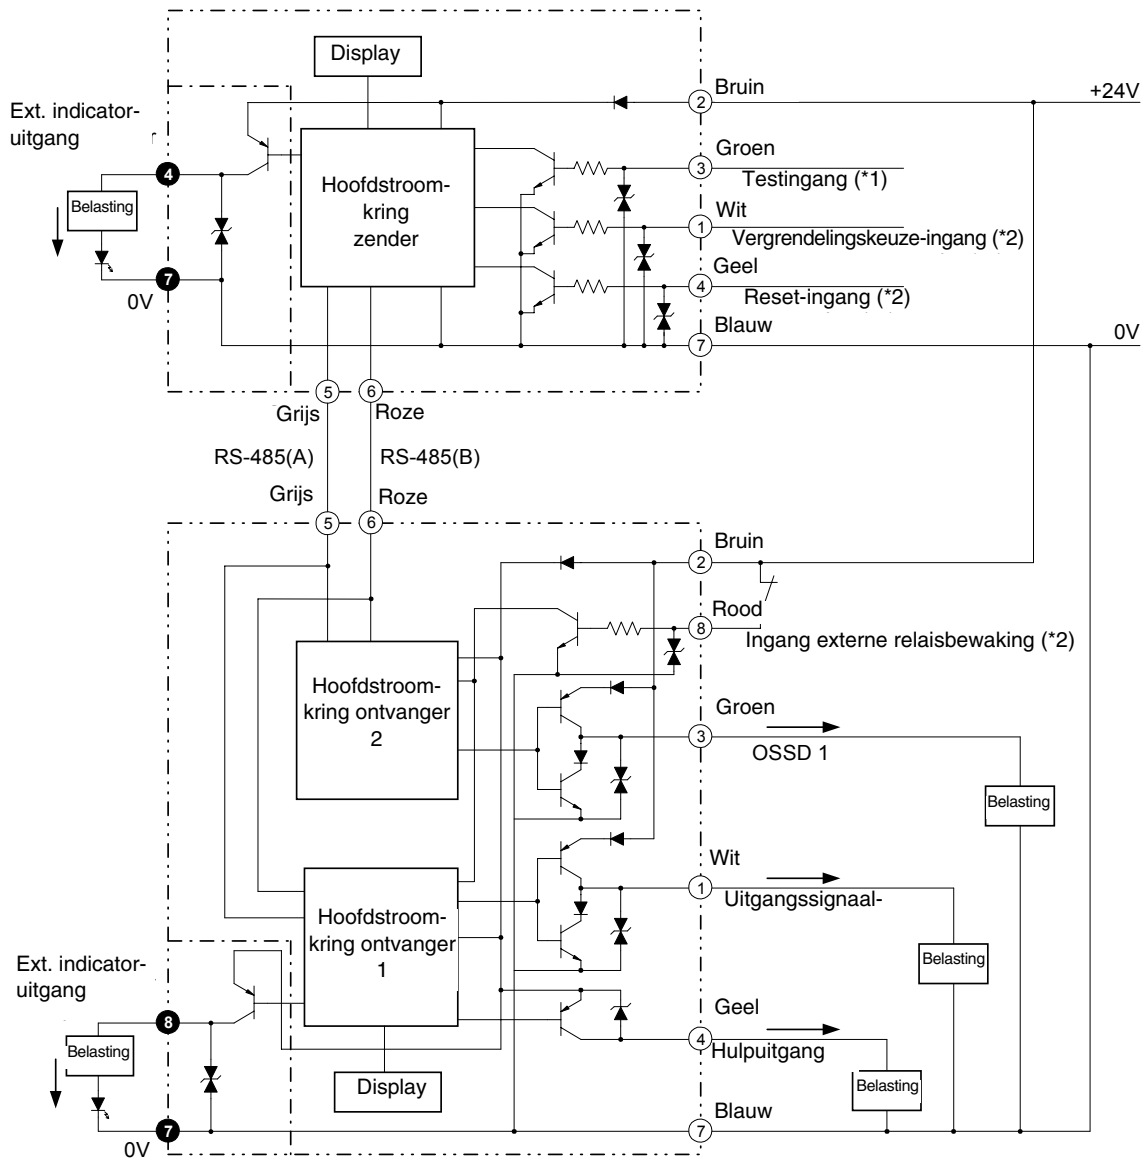 Display
Bruin
2
+24V
Ext. indicator-
uitgang
4
Belasting
7
0V
Hoofdstroom-
kring
zender
Groen
3
Testingang (*1)
Wit
1
Vergrendelingskeuze-ingang (*2)
Geel
4
Reset-ingang (*2)
Blauw
7
0V
5
6
Grijs
Roze
RS-485(A)
RS-485(B)
Grijs
Roze
5
6
Bruin
2
Rood
8
Ingang externe relaisbewaking (*2)
Hoofdstroom-
kring ontvanger
2
Groen
3
OSSD 1
Belasting
Wit
1
Uitgangssignaal-
Belasting
Hoofdstroom-
kring ontvanger
1
Ext. indicator-
uitgang
8
Belasting
7
0V
Geel
4
Hulpuitgang
Belasting
Display
Blauw
7